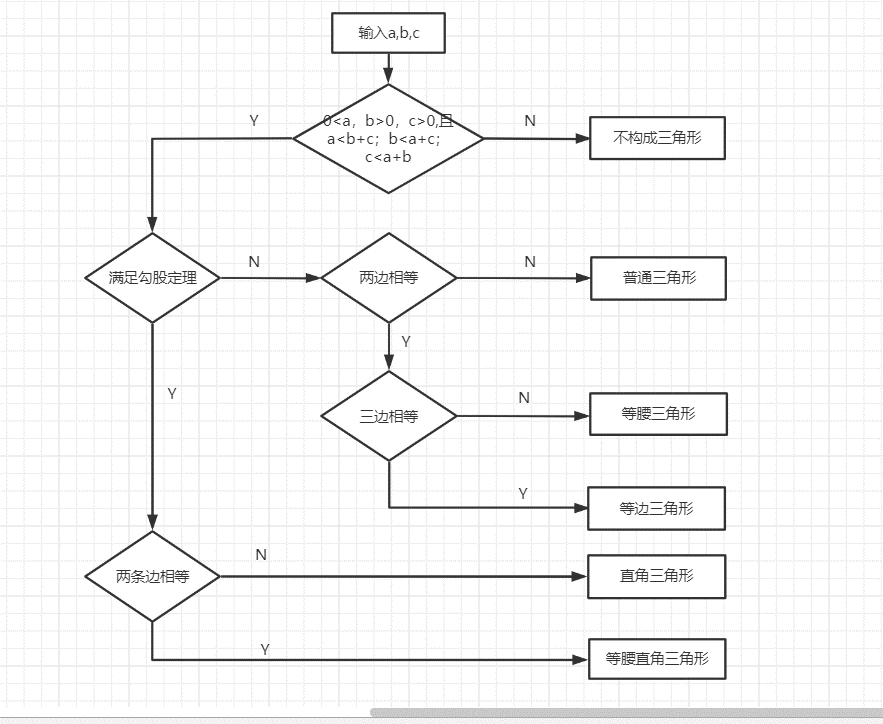 输入a,b,c
Y
0<a，b>0，c>0,且
a<b+c；b<a+c；
c<a+b
N
不构成三角形
满足勾股定理
N
两边相等
N
普通三角形
Y
Y
三边相等
N
等腰三角形
Y
等边三角形
两条边相等
N
直角三角形
Y
等腰直角三角形